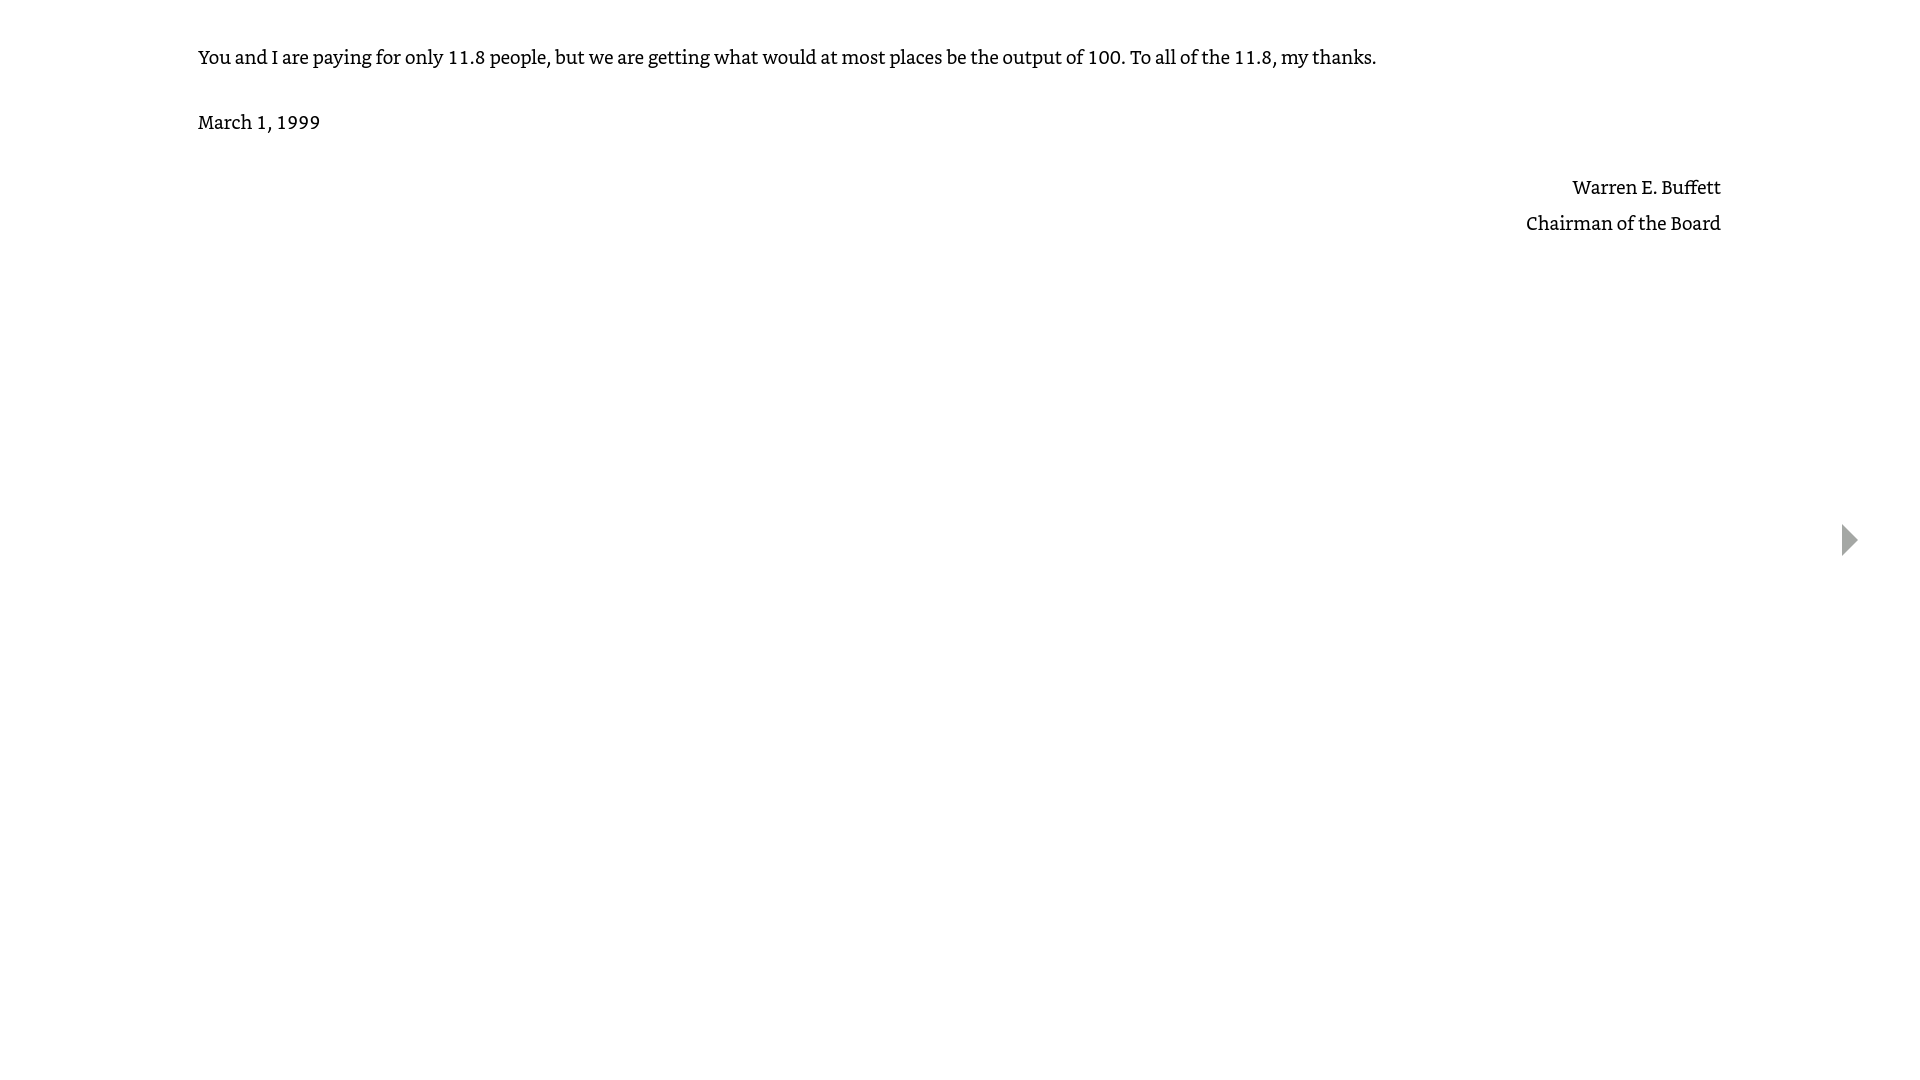 You and I are paying for only 11.8 people, but we are getting what would at most places be the output of 100. To all of the 11.8, my thanks.
March 1, 1999
Warren E. Buffett
Chairman of the Board